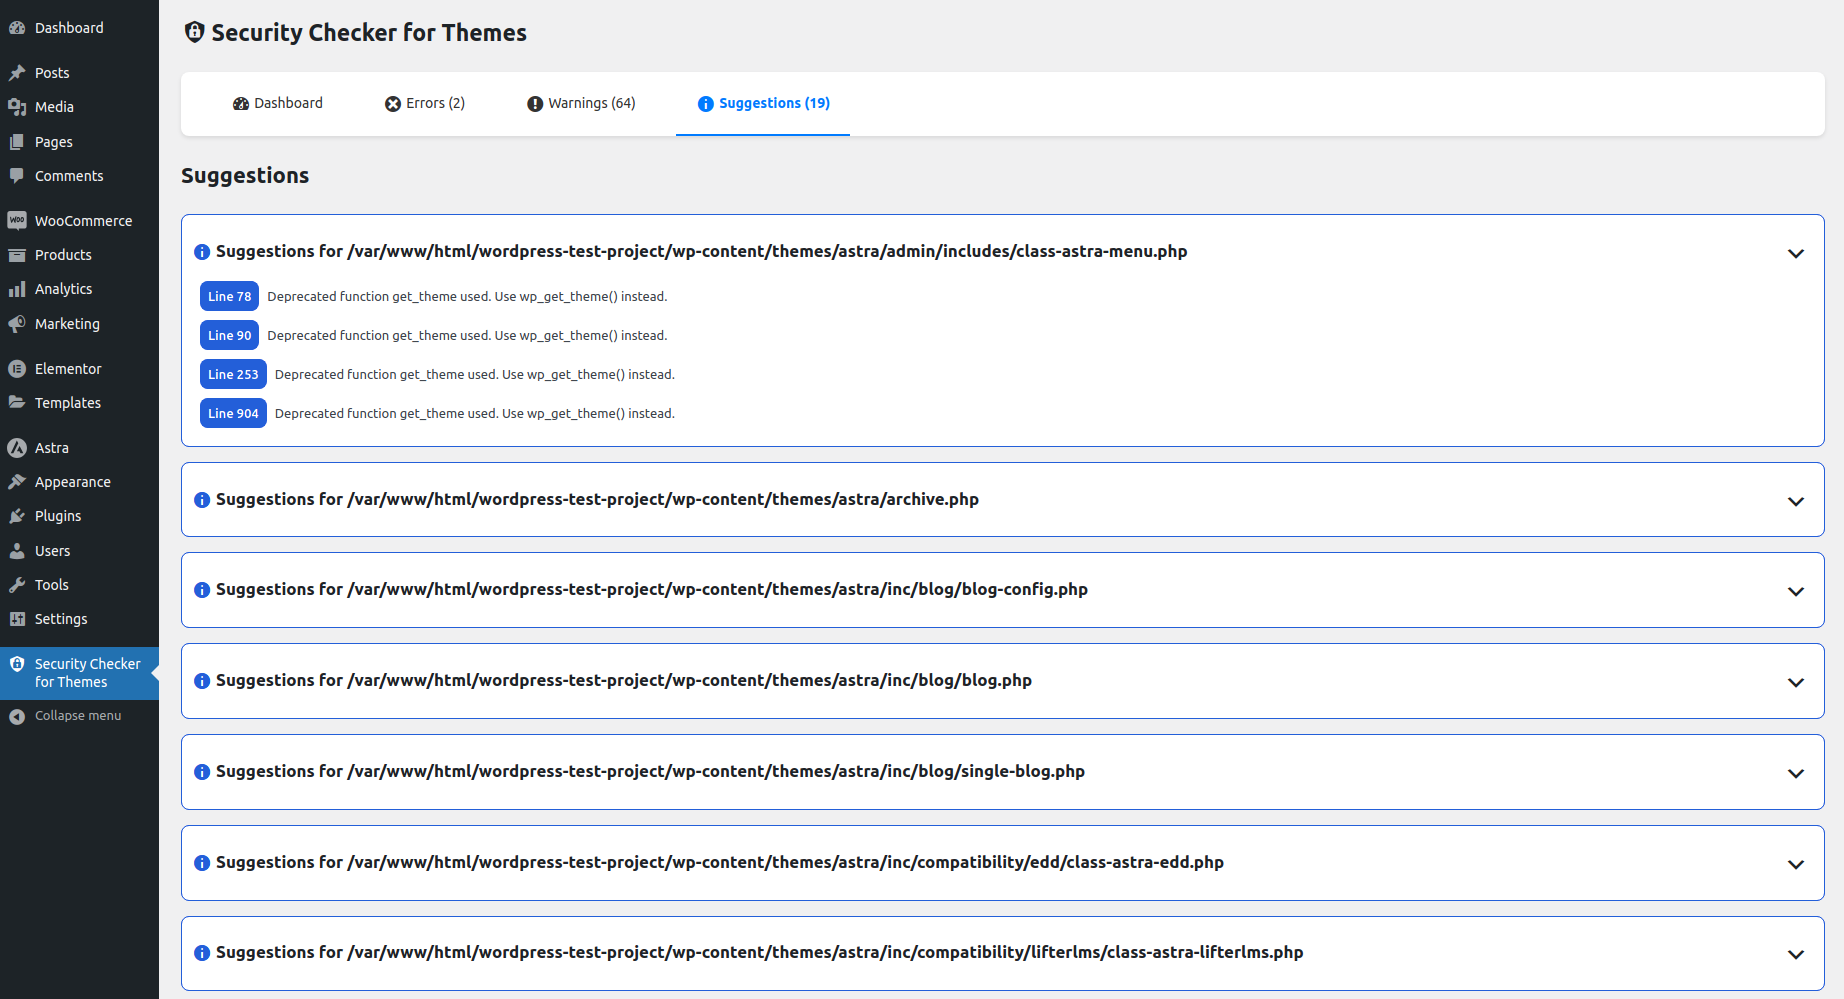 Dashboard
Posts
Media
Pages
Comments
WooCommerce
Products
Analytics
Marketing
Elementor
Templates
Astra
Appearance
Plugins
Users
Tools
Settings
Security Checker
for Themes
Collapse menu
Security Checker for Themes
Dashboard
Errors (2)
Warnings (64)
Suggestions (19)
Suggestions
Suggestions for /var/www/html/wordpress-test-project/wp-content/themes/astra/admin/includes/class-astra-menu.php
Line 78 Deprecated function get_theme used. Use wp_get_theme() instead.
Line 90 Deprecated function get_theme used. Use wp_get_theme() instead.
Line 253 Deprecated function get_theme used. Use wp_get_theme() instead.
Line 904 Deprecated function get_theme used. Use wp_get_theme() instead.
Suggestions for /var/www/html/wordpress-test-project/wp-content/themes/astra/archive.php
Suggestions for /var/www/html/wordpress-test-project/wp-content/themes/astra/inc/blog/blog-config.php
Suggestions for /var/www/html/wordpress-test-project/wp-content/themes/astra/inc/blog/blog.php
Suggestions for /var/www/html/wordpress-test-project/wp-content/themes/astra/inc/blog/single-blog.php
Suggestions for /var/www/html/wordpress-test-project/wp-content/themes/astra/inc/compatibility/edd/class-astra-edd.php
Suggestions for /var/www/html/wordpress-test-project/wp-content/themes/astra/inc/compatibility/lifterlms/class-astra-lifterlms.php